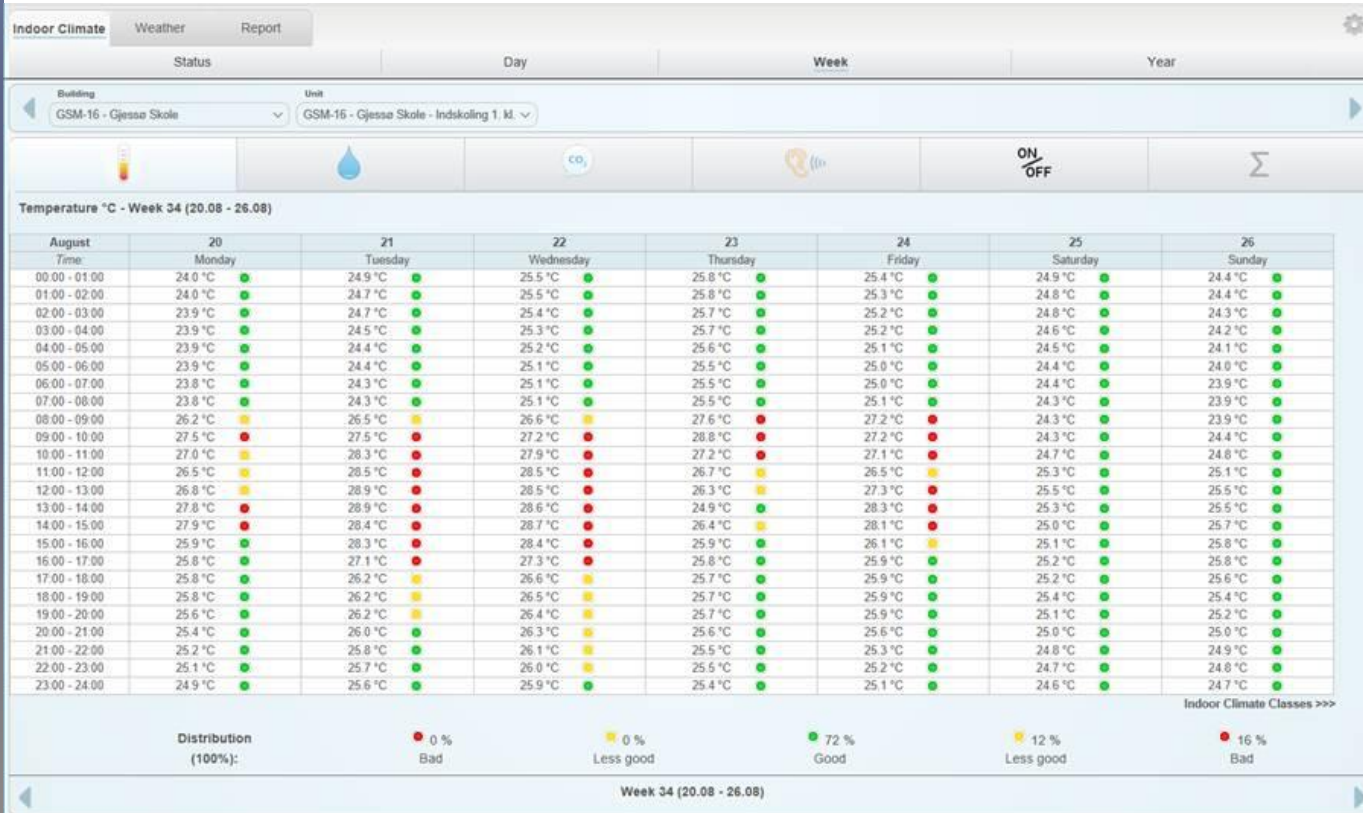 Indoor Climate Weather Report
Status Day Week Year
Building Unit
GSM-16 - Gjessø Skole GSM-16 - Gjessø Skole - Indskoling 1. kl.
CO₂ ON/OFF Σ
Temperature °C - Week 34 (20.08 - 26.08)
August 20 21 22 23 24 25 26
Time: Monday Tuesday Wednesday Thursday Friday Saturday Sunday
00:00 - 01:00 24.0 °C 24.9 °C 25.5 °C 25.8 °C 25.4 °C 24.9 °C 24.4 °C
01:00 - 02:00 24.0 °C 24.7 °C 25.5 °C 25.8 °C 25.3 °C 24.8 °C 24.4 °C
02:00 - 03:00 23.9 °C 24.7 °C 25.4 °C 25.7 °C 25.2 °C 24.8 °C 24.3 °C
03:00 - 04:00 23.9 °C 24.5 °C 25.3 °C 25.7 °C 25.2 °C 24.6 °C 24.2 °C
04:00 - 05:00 23.9 °C 24.4 °C 25.2 °C 25.6 °C 25.1 °C 24.5 °C 24.1 °C
05:00 - 06:00 23.9 °C 24.4 °C 25.1 °C 25.5 °C 25.0 °C 24.4 °C 24.0 °C
06:00 - 07:00 23.8 °C 24.3 °C 25.1 °C 25.5 °C 25.0 °C 24.4 °C 23.9 °C
07:00 - 08:00 23.8 °C 24.3 °C 25.1 °C 25.5 °C 25.1 °C 24.3 °C 23.9 °C
08:00 - 09:00 26.2 °C 26.5 °C 26.6 °C 27.6 °C 27.2 °C 24.3 °C 23.9 °C
09:00 - 10:00 27.5 °C 27.5 °C 27.2 °C 28.8 °C 27.2 °C 24.3 °C 24.4 °C
10:00 - 11:00 27.0 °C 28.3 °C 27.9 °C 27.2 °C 27.1 °C 24.7 °C 24.8 °C
11:00 - 12:00 26.5 °C 28.5 °C 28.5 °C 26.7 °C 26.5 °C 25.3 °C 25.1 °C
12:00 - 13:00 26.8 °C 28.9 °C 28.5 °C 26.3 °C 27.3 °C 25.5 °C 25.5 °C
13:00 - 14:00 27.8 °C 28.9 °C 28.6 °C 24.9 °C 28.3 °C 25.3 °C 25.5 °C
14:00 - 15:00 27.9 °C 28.4 °C 28.7 °C 26.4 °C 28.1 °C 25.0 °C 25.7 °C
15:00 - 16:00 25.9 °C 28.3 °C 28.4 °C 25.9 °C 26.1 °C 25.1 °C 25.8 °C
16:00 - 17:00 25.8 °C 27.1 °C 27.3 °C 25.8 °C 25.9 °C 25.2 °C 25.8 °C
17:00 - 18:00 25.8 °C 26.2 °C 26.6 °C 25.7 °C 25.9 °C 25.2 °C 25.6 °C
18:00 - 19:00 25.8 °C 26.2 °C 26.5 °C 25.7 °C 25.9 °C 25.4 °C 25.4 °C
19:00 - 20:00 25.6 °C 26.2 °C 26.4 °C 25.7 °C 25.9 °C 25.1 °C 25.2 °C
20:00 - 21:00 25.4 °C 26.0 °C 26.3 °C 25.6 °C 25.6 °C 25.0 °C 25.0 °C
21:00 - 22:00 25.2 °C 25.8 °C 26.1 °C 25.5 °C 25.3 °C 24.8 °C 24.9 °C
22:00 - 23:00 25.1 °C 25.7 °C 26.0 °C 25.5 °C 25.2 °C 24.7 °C 24.8 °C
23:00 - 24:00 24.9 °C 25.6 °C 25.9 °C 25.4 °C 25.1 °C 24.6 °C 24.7 °C
Indoor Climate Classes >>>
Distribution 0 % 0 % 72 % 12 % 16 %
(100%): Bad Less good Good Less good Bad
Week 34 (20.08 - 26.08)